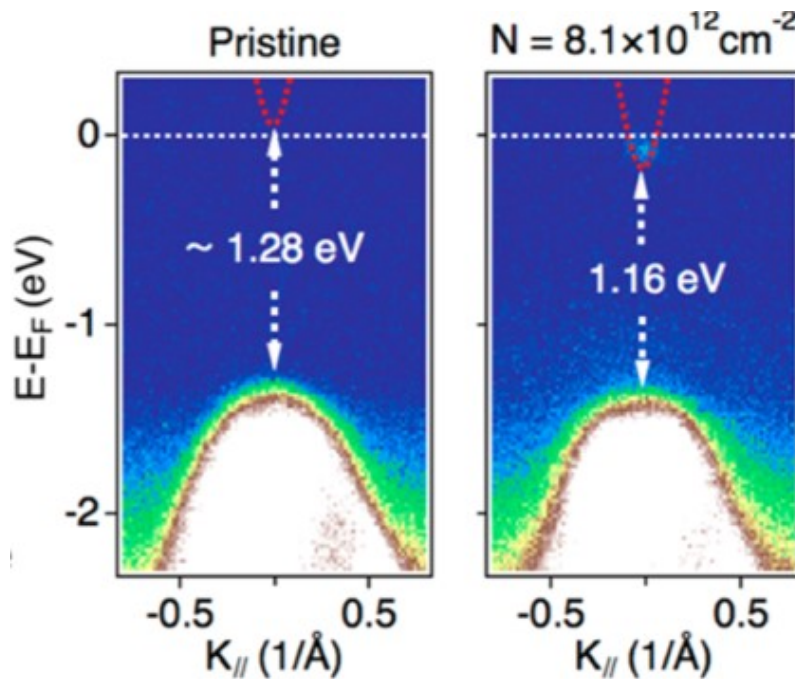 Pristine
N = 8.1×10¹²cm⁻²
E-E_F (eV)
0
-1
-2
~ 1.28 eV
1.16 eV
-0.5
0.5
-0.5
0.5
K_// (1/Å)
K_// (1/Å)